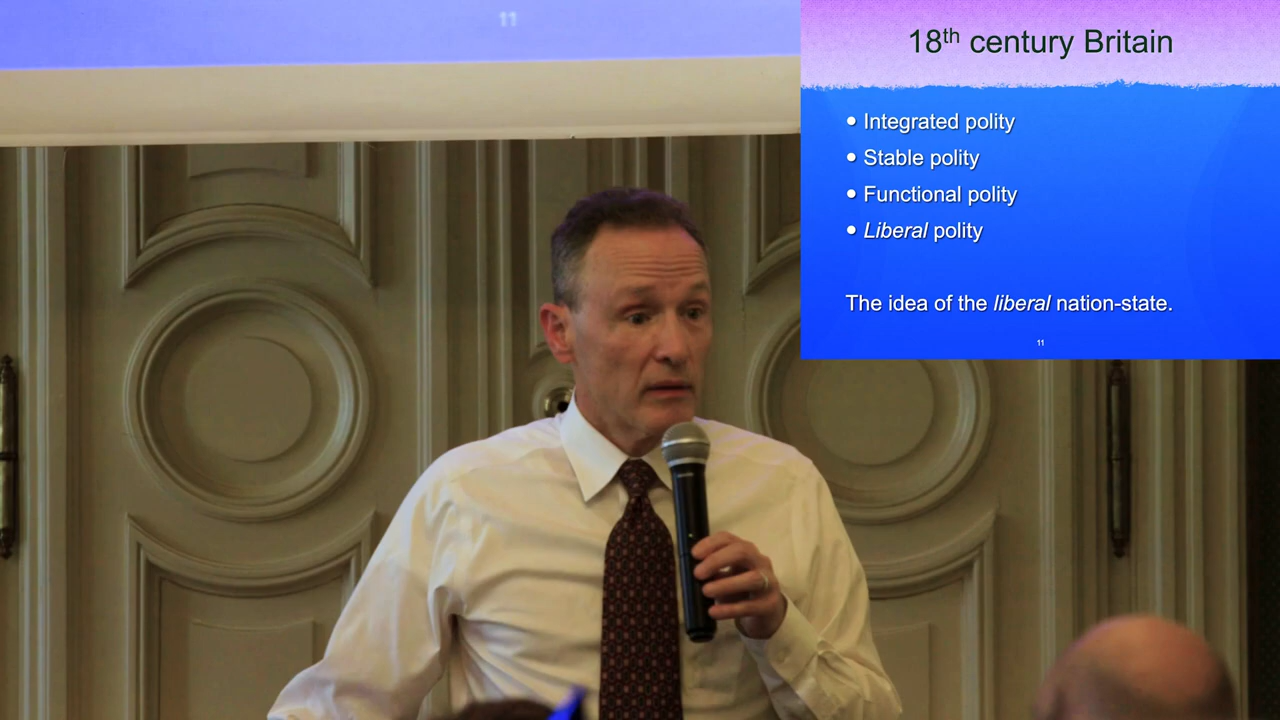 11
18th century Britain
• Integrated polity
• Stable polity
• Functional polity
• Liberal polity
The idea of the liberal nation-state.
11